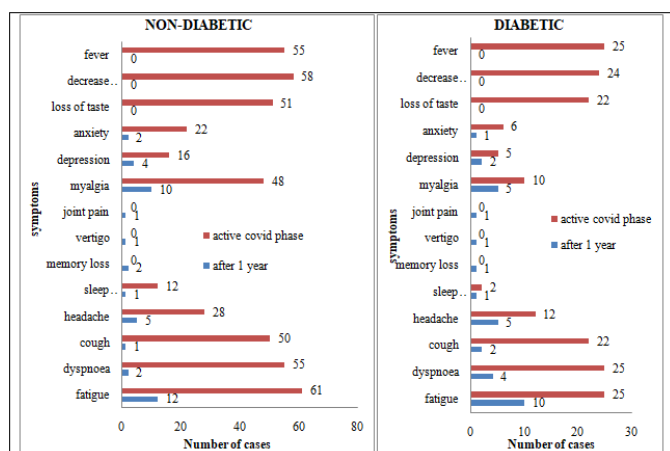 NON-DIABETIC
symptoms
fever 55 0
decrease.. 58 0
loss of taste 51 0
anxiety 22 2
depression 16 4
myalgia 48 10
joint pain 0 1
vertigo 0 1
memory loss 0 2
sleep.. 12 1
headache 28 5
cough 50 1
dyspnoea 55 2
fatigue 61 12
active covid phase
after 1 year
0 20 40 60 80
Number of cases
DIABETIC
symptoms
fever 25 0
decrease.. 24 0
loss of taste 22 0
anxiety 6 1
depression 5 2
myalgia 10 5
joint pain 0 1
vertigo 0 1
memory loss 0 1
sleep.. 2 1
headache 12 5
cough 22 2
dyspnoea 25 4
fatigue 25 10
active covid phase
after 1 year
0 10 20 30
Number of cases